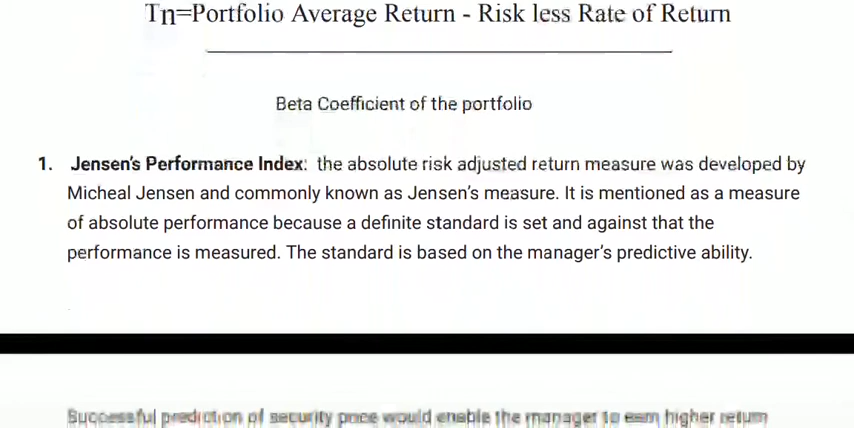 Tn=Portfolio Average Return - Risk less Rate of Return
Beta Coefficient of the portfolio
1. Jensen's Performance Index: the absolute risk adjusted return measure was developed by
Micheal Jensen and commonly known as Jensen's measure. It is mentioned as a measure
of absolute performance because a definite standard is set and against that the
performance is measured. The standard is based on the manager's predictive ability.
Successful prediction of security price would enable the manager to earn higher return